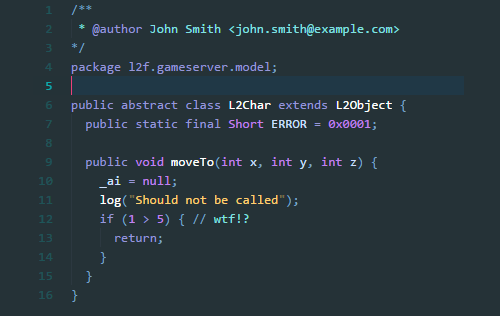 1 /**
2  * @author John Smith <john.smith@example.com>
3 */
4 package l2f.gameserver.model;
5
6 public abstract class L2Char extends L2Object {
7   public static final Short ERROR = 0x0001;
8
9   public void moveTo(int x, int y, int z) {
10     _ai = null;
11     log("Should not be called");
12     if (1 > 5) { // wtf!?
13       return;
14     }
15   }
16 }